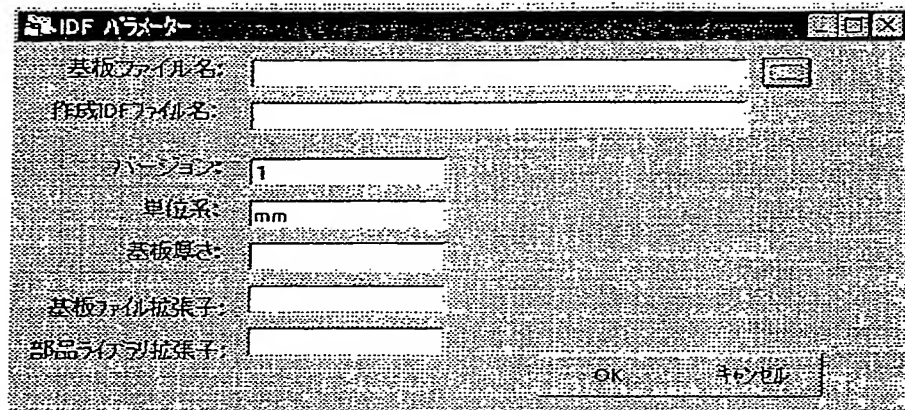 IDF パラメーター
基板ファイル名:
作成IDFファイル名:
バージョン: 1
単位系: mm
基板厚さ:
基板ファイル拡張子:
部品ライブラリ拡張子:
OK キャンセル